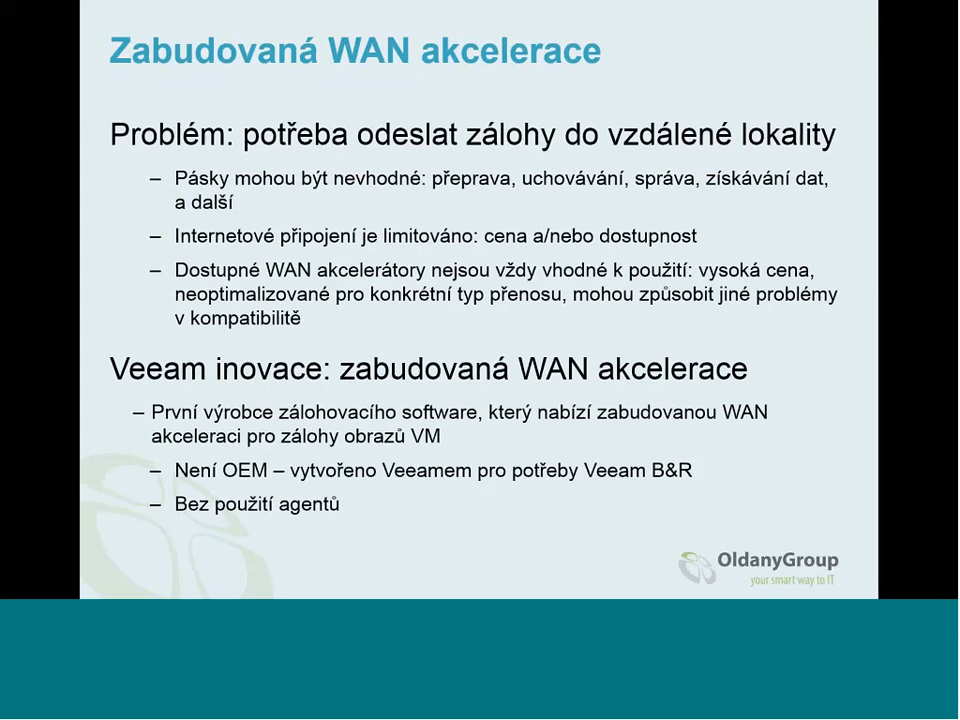 Zabudovaná WAN akcelerace
Problém: potřeba odeslat zálohy do vzdálené lokality
– Pásky mohou být nevhodné: přeprava, uchovávání, správa, získávání dat,
a další
– Internetové připojení je limitováno: cena a/nebo dostupnost
– Dostupné WAN akcelerátory nejsou vždy vhodné k použití: vysoká cena,
neoptimalizované pro konkrétní typ přenosu, mohou způsobit jiné problémy
v kompatibilitě
Veeam inovace: zabudovaná WAN akcelerace
– První výrobce zálohovacího software, který nabízí zabudovanou WAN
akceleraci pro zálohy obrazů VM
– Není OEM – vytvořeno Veeamem pro potřeby Veeam B&R
– Bez použití agentů
OldanyGroup
your smart way to IT